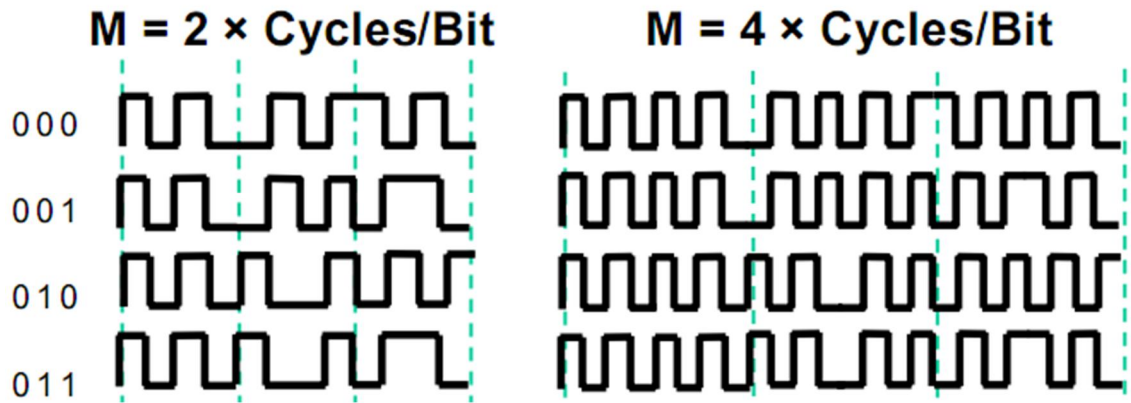 M = 2 × Cycles/Bit
M = 4 × Cycles/Bit
000
001
010
011